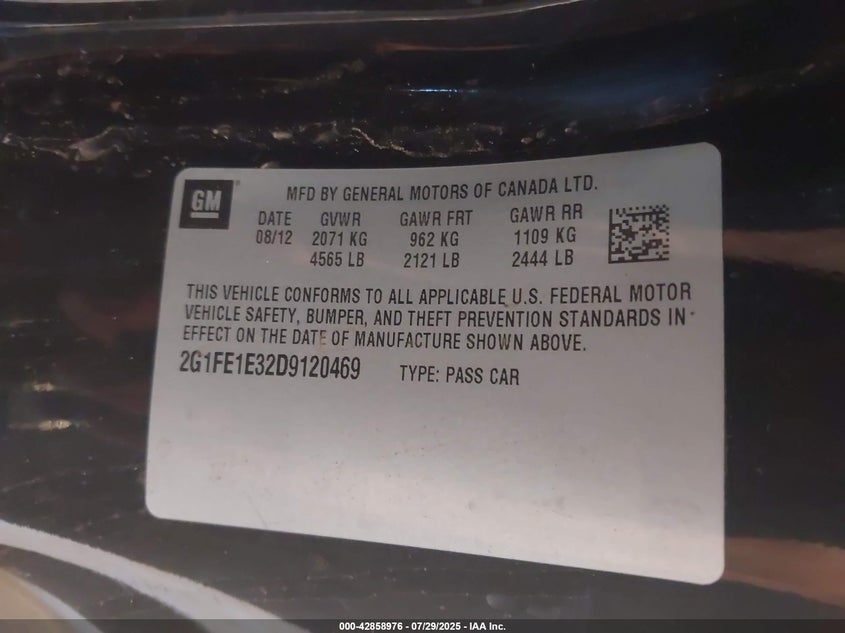 GM
MFD BY GENERAL MOTORS OF CANADA LTD.
DATE GVWR GAWR FRT GAWR RR
08/12 2071 KG 962 KG 1109 KG
4565 LB 2121 LB 2444 LB
THIS VEHICLE CONFORMS TO ALL APPLICABLE U.S. FEDERAL MOTOR
VEHICLE SAFETY, BUMPER, AND THEFT PREVENTION STANDARDS IN
EFFECT ON THE DATE OF MANUFACTURE SHOWN ABOVE.
2G1FE1E32D9120469 TYPE: PASS CAR
000-42858976 - 07/29/2025 - IAA Inc.